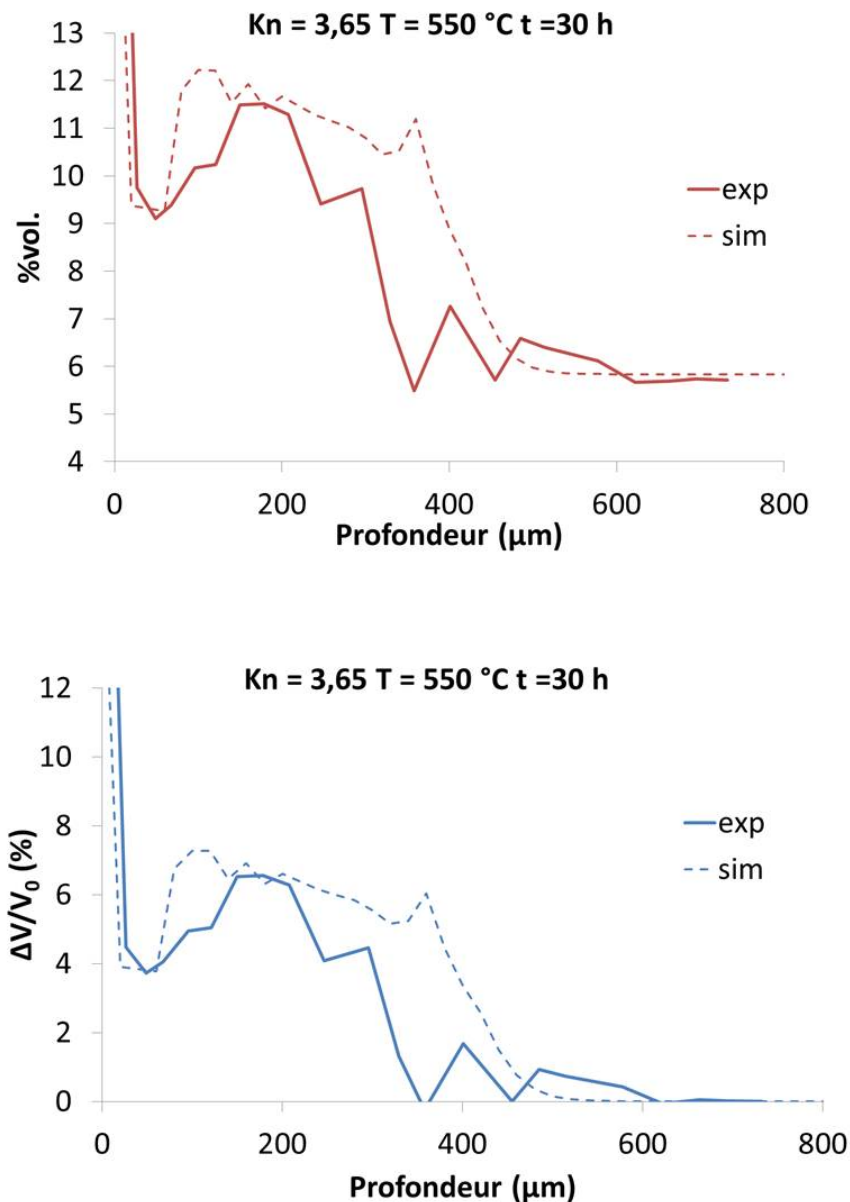 Kn = 3,65 T = 550 °C t =30 h
13
12
11
10
9
8
7
6
5
4
%vol.
exp
sim
0 200 400 600 800
Profondeur (µm)
Kn = 3,65 T = 550 °C t =30 h
12
10
8
6
4
2
0
ΔV/V₀ (%)
exp
sim
0 200 400 600 800
Profondeur (µm)